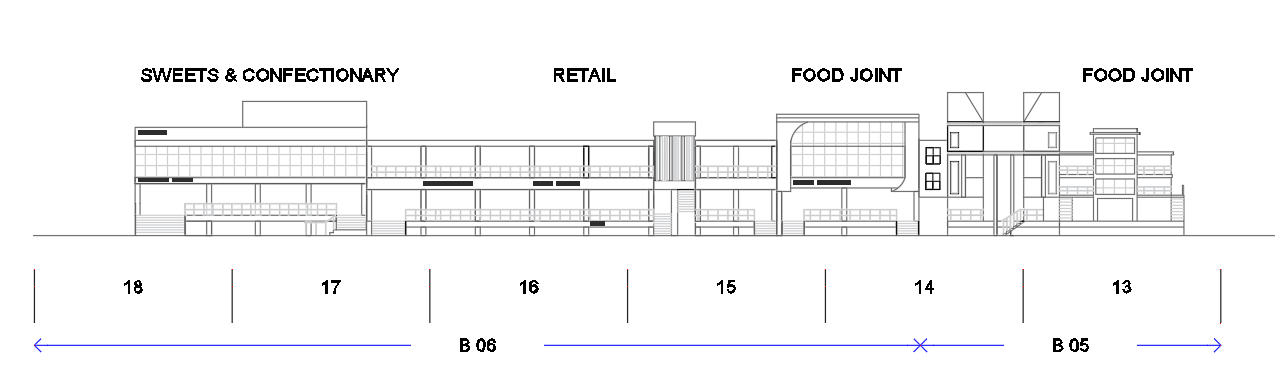 SWEETS & CONFECTIONARY RETAIL FOOD JOINT FOOD JOINT
18 17 16 15 14 13
B 06 B 05